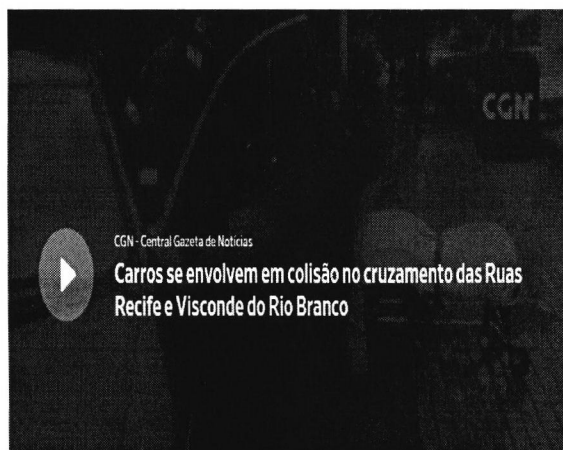 CGN
CGN - Central Gazeta de Notícias
Carros se envolvem em colisão no cruzamento das Ruas
Recife e Visconde do Rio Branco